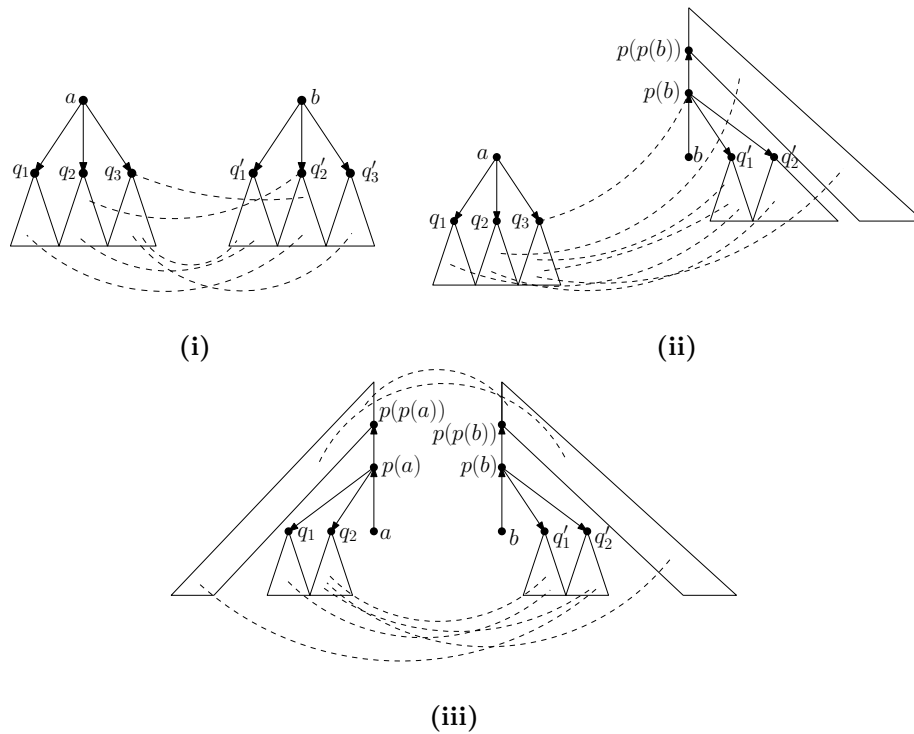 a
b
q₁
q₂
q₃
q′₁
q′₂
q′₃
(i)
p(p(b))
p(b)
a
b
q′₁
q′₂
q₁
q₂
q₃
(ii)
p(p(a))
p(p(b))
p(a)
p(b)
q₁
q₂
a
b
q′₁
q′₂
(iii)